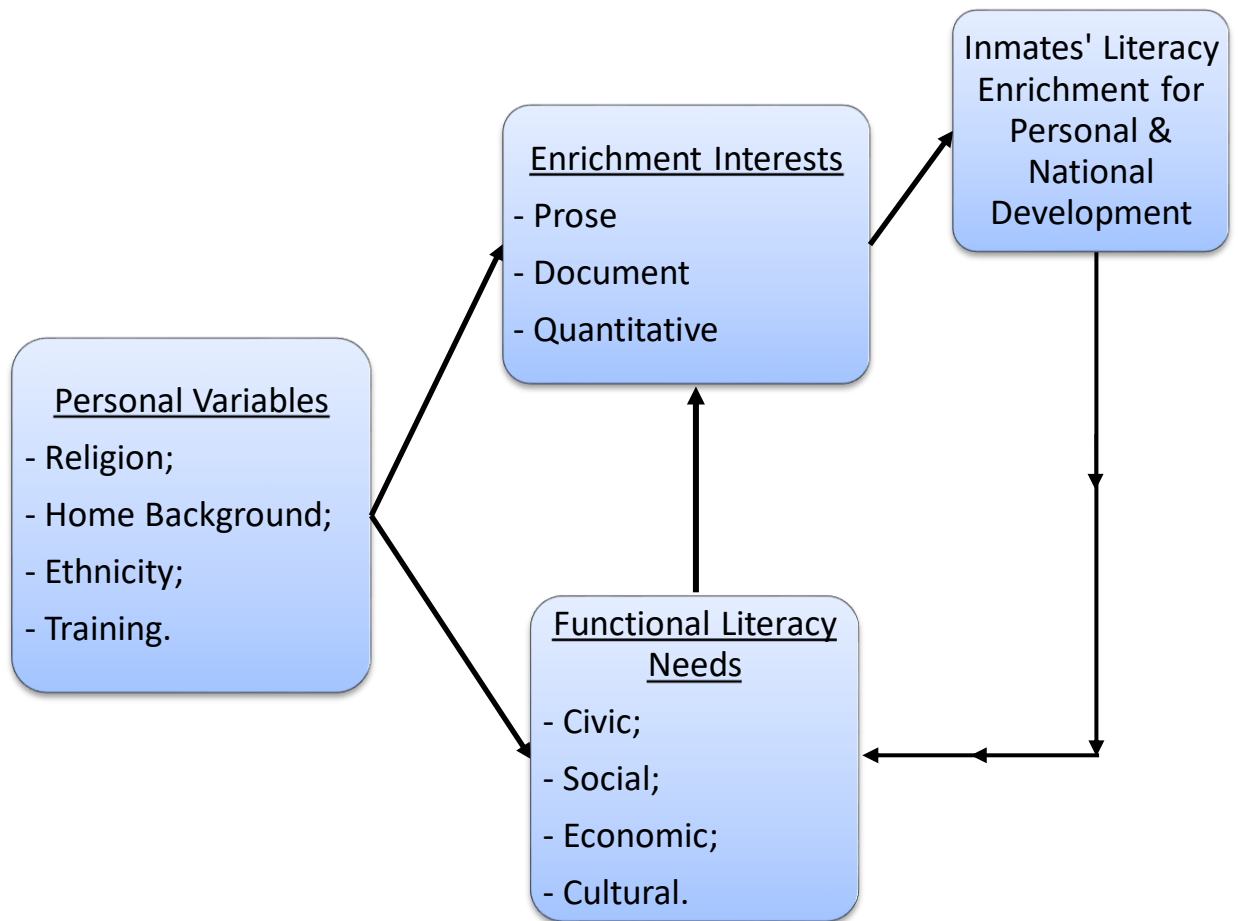 Inmates' Literacy
Enrichment for
Personal &
National
Development
Enrichment Interests
- Prose
- Document
- Quantitative
Personal Variables
- Religion;
- Home Background;
- Ethnicity;
- Training.
Functional Literacy
Needs
- Civic;
- Social;
- Economic;
- Cultural.